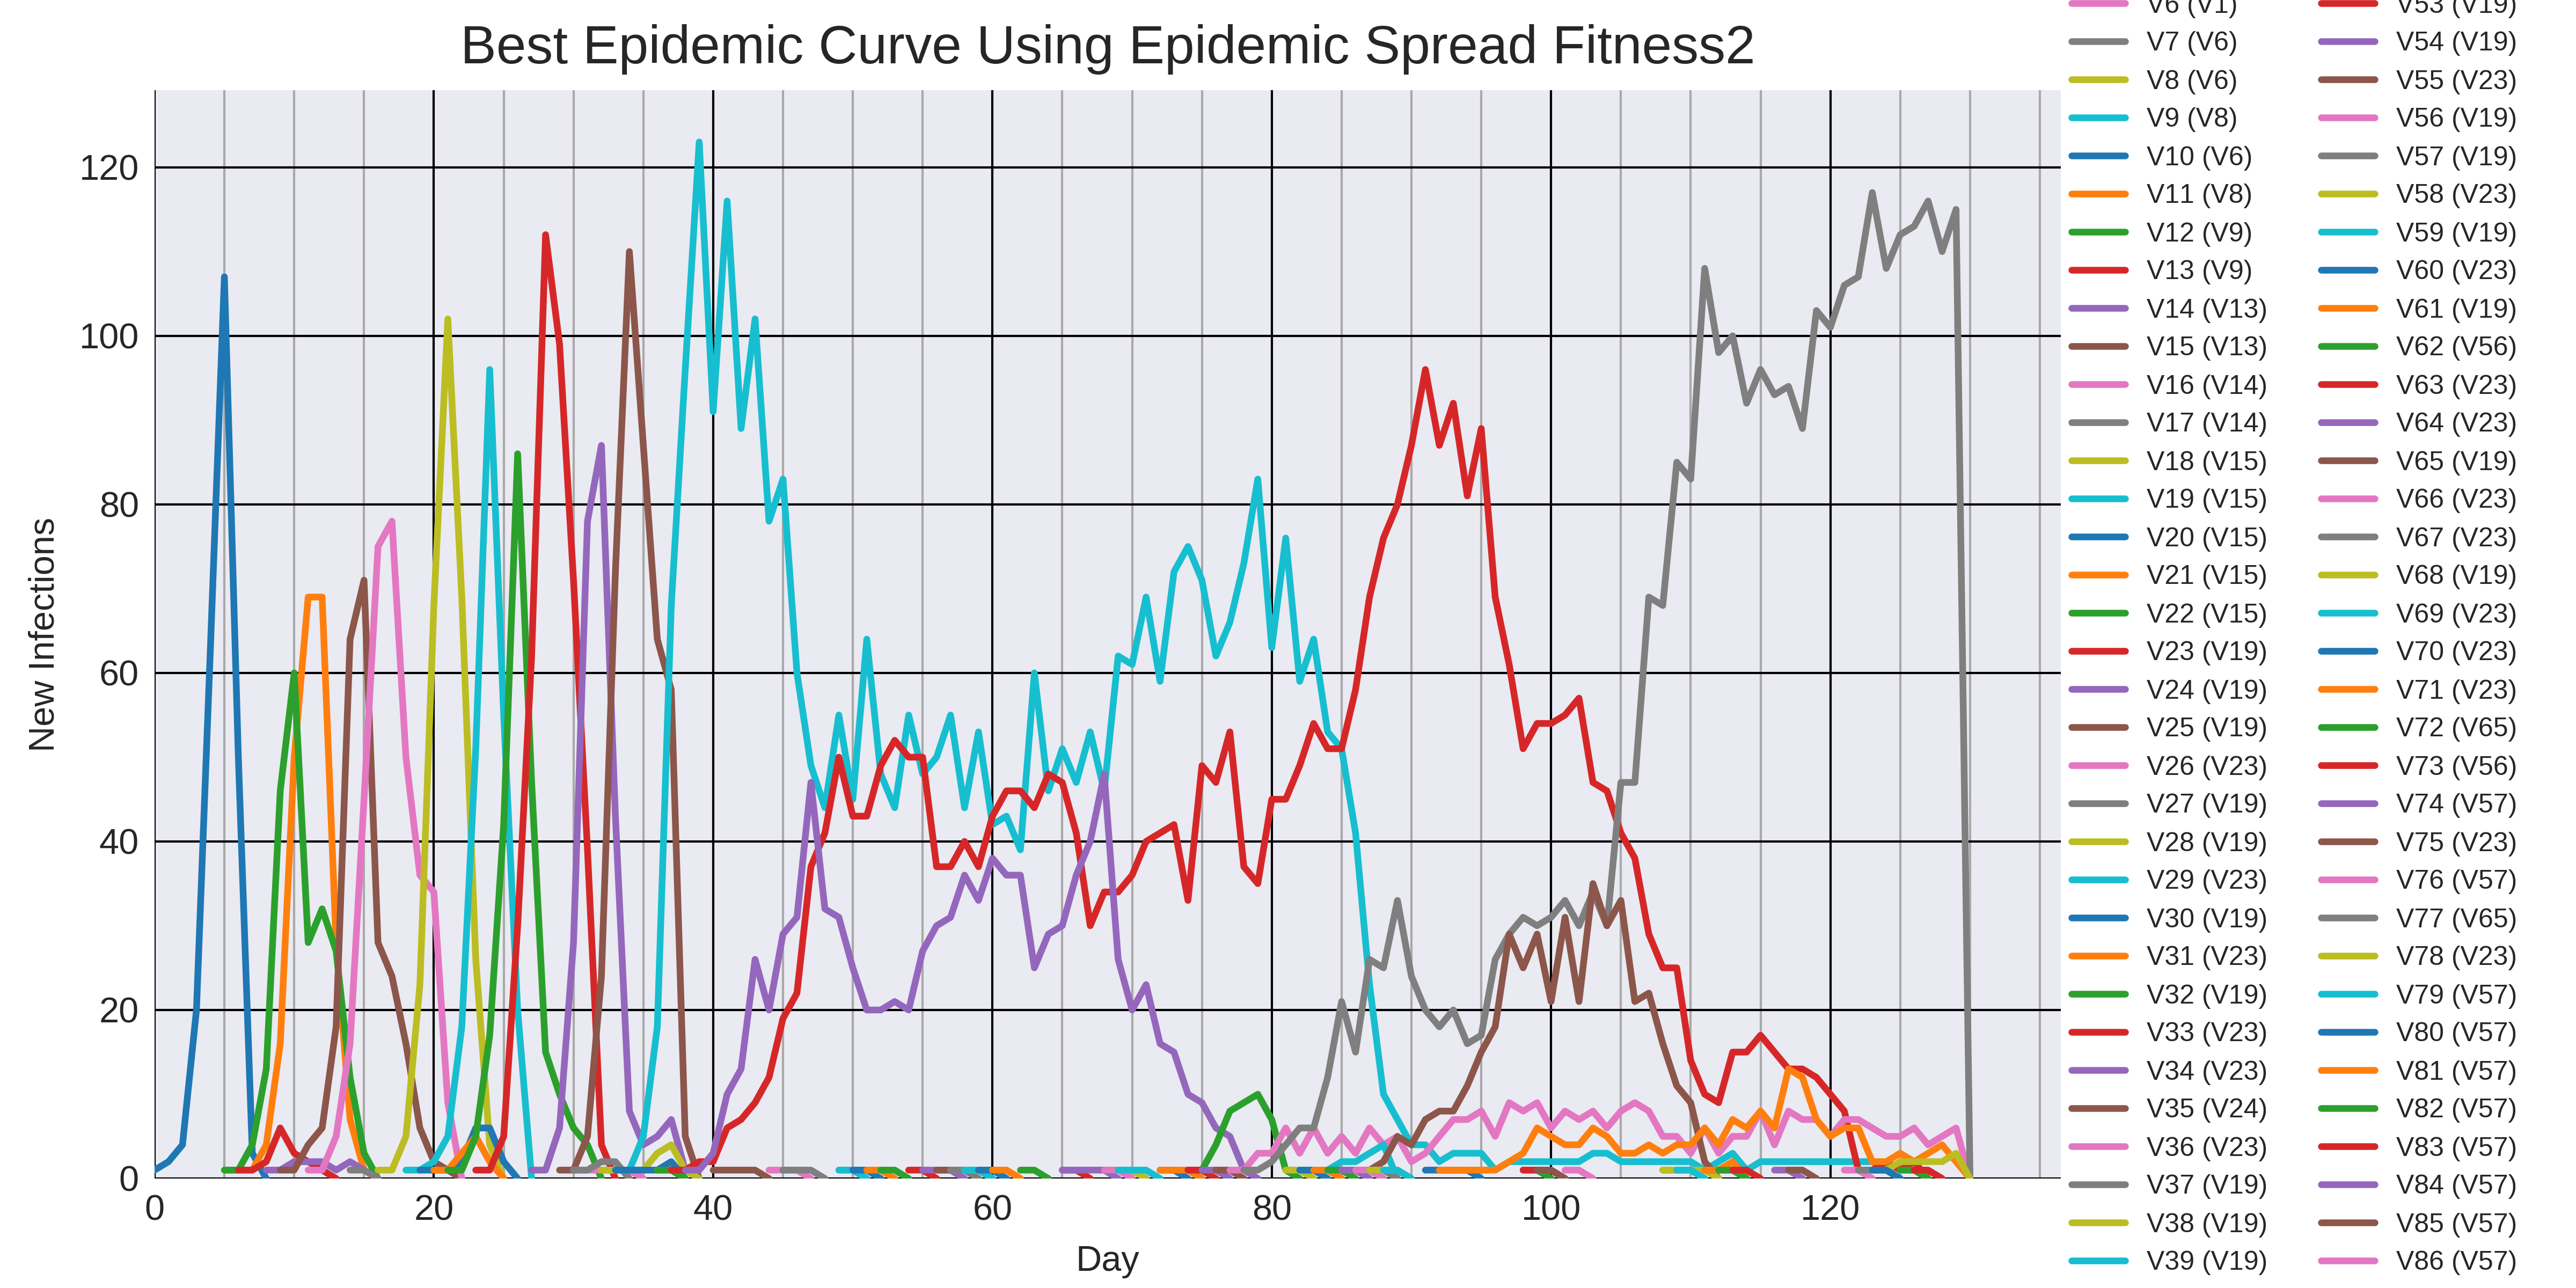 Best Epidemic Curve Using Epidemic Spread Fitness2
New Infections
120
100
80
60
40
20
0
0 20 40 60 80 100 120
Day
V6 (V1)
V7 (V6)
V8 (V6)
V9 (V8)
V10 (V6)
V11 (V8)
V12 (V9)
V13 (V9)
V14 (V13)
V15 (V13)
V16 (V14)
V17 (V14)
V18 (V15)
V19 (V15)
V20 (V15)
V21 (V15)
V22 (V15)
V23 (V19)
V24 (V19)
V25 (V19)
V26 (V23)
V27 (V19)
V28 (V19)
V29 (V23)
V30 (V19)
V31 (V23)
V32 (V19)
V33 (V23)
V34 (V23)
V35 (V24)
V36 (V23)
V37 (V19)
V38 (V19)
V39 (V19)
V53 (V19)
V54 (V19)
V55 (V23)
V56 (V19)
V57 (V19)
V58 (V23)
V59 (V19)
V60 (V23)
V61 (V19)
V62 (V56)
V63 (V23)
V64 (V23)
V65 (V19)
V66 (V23)
V67 (V23)
V68 (V19)
V69 (V23)
V70 (V23)
V71 (V23)
V72 (V65)
V73 (V56)
V74 (V57)
V75 (V23)
V76 (V57)
V77 (V65)
V78 (V23)
V79 (V57)
V80 (V57)
V81 (V57)
V82 (V57)
V83 (V57)
V84 (V57)
V85 (V57)
V86 (V57)